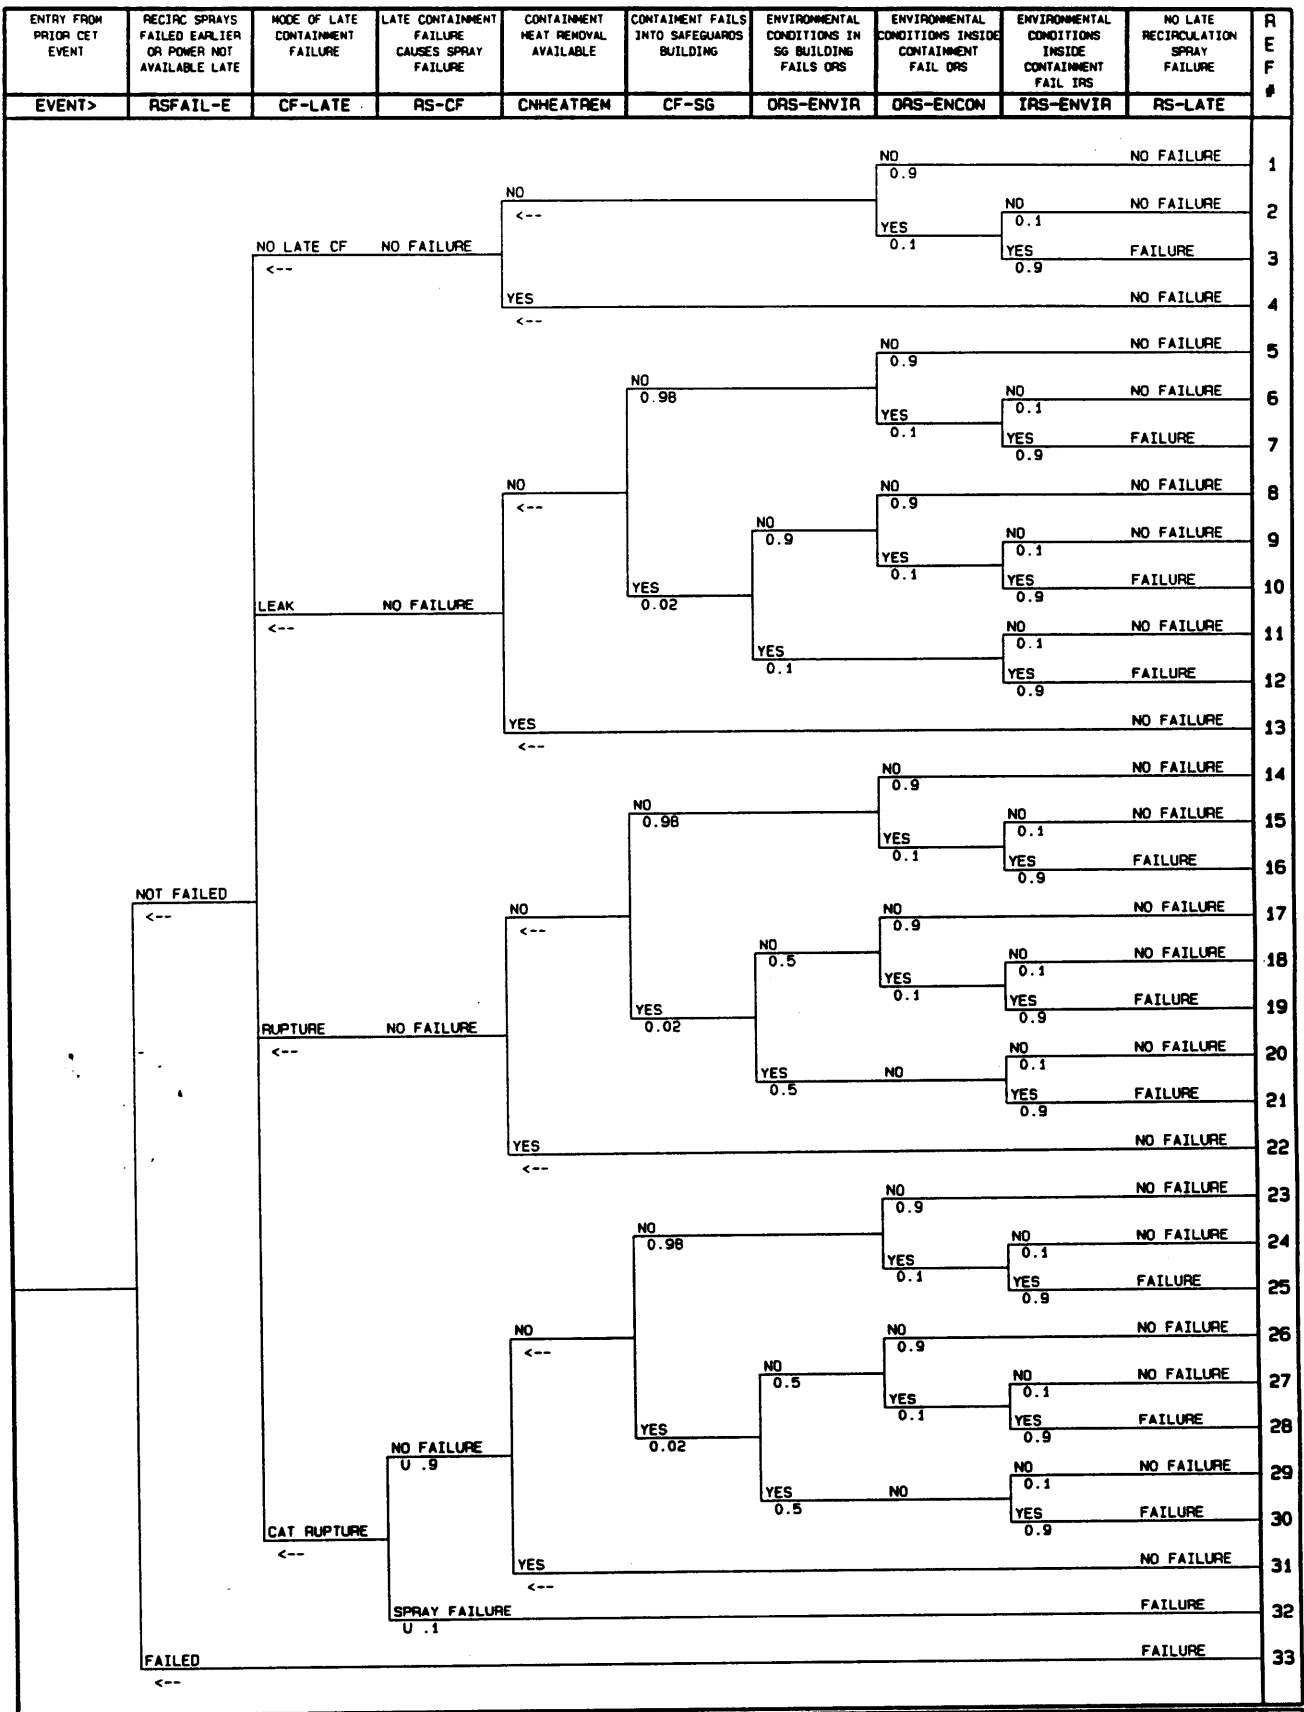 ENTRY FROM
PRIOR CET
EVENT
RECIRC SPRAYS
FAILED EARLIER
OR POWER NOT
AVAILABLE LATE
MODE OF LATE
CONTAINMENT
FAILURE
LATE CONTAINMENT
FAILURE
CAUSES SPRAY
FAILURE
CONTAINMENT
HEAT REMOVAL
AVAILABLE
CONTAIMENT FAILS
INTO SAFEGUARDS
BUILDING
ENVIRONMENTAL
CONDITIONS IN
SG BUILDING
FAILS ORS
ENVIRONMENTAL
CONDITIONS INSIDE
CONTAINMENT
FAIL ORS
ENVIRONMENTAL
CONDITIONS
INSIDE
CONTAINMENT
FAIL IRS
NO LATE
RECIRCULATION
SPRAY
FAILURE
R
E
F
#
EVENT> RSFAIL-E CF-LATE RS-CF CNHEATREM CF-SG ORS-ENVIR ORS-ENCON IRS-ENVIR RS-LATE
NO NO FAILURE 1
0.9
NO
<--
NO NO FAILURE 2
0.1
YES
0.1
NO LATE CF NO FAILURE
<--
YES FAILURE 3
0.9
YES NO FAILURE 4
<--
NO NO FAILURE 5
0.9
NO
0.98
NO NO FAILURE 6
0.1
YES
0.1
YES FAILURE 7
0.9
NO NO FAILURE 8
<-- 0.9
NO
0.9
NO NO FAILURE 9
0.1
YES
0.1
YES FAILURE 10
0.9
YES
0.02
LEAK NO FAILURE
<--
NO NO FAILURE 11
0.1
YES
0.1
YES FAILURE 12
0.9
YES NO FAILURE 13
<--
NO NO FAILURE 14
0.9
NO
0.98
NO NO FAILURE 15
0.1
YES
0.1
YES FAILURE 16
0.9
NOT FAILED
<--
NO
<--
NO NO FAILURE 17
0.9
NO
0.5
NO NO FAILURE 18
0.1
YES
0.1
YES FAILURE 19
0.9
YES
0.02
RUPTURE NO FAILURE
<--
NO NO FAILURE 20
0.1
YES NO
0.5
YES FAILURE 21
0.9
YES NO FAILURE 22
<--
NO NO FAILURE 23
0.9
NO
0.98
NO NO FAILURE 24
0.1
YES
0.1
YES FAILURE 25
0.9
NO
<--
NO NO FAILURE 26
0.9
NO
0.5
NO NO FAILURE 27
0.1
YES
0.1
YES FAILURE 28
0.9
YES
0.02
NO FAILURE
U .9
NO NO FAILURE 29
0.1
YES NO
0.5
YES FAILURE 30
0.9
CAT RUPTURE
<--
YES NO FAILURE 31
<--
SPRAY FAILURE FAILURE 32
U .1
FAILED FAILURE 33
<--